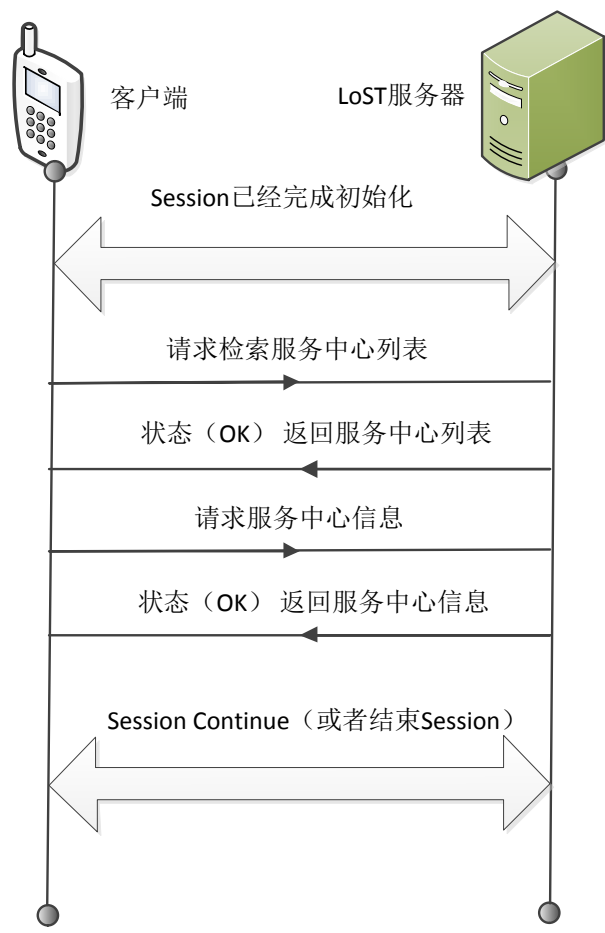 客户端
LoST服务器
Session已经完成初始化
请求检索服务中心列表
状态（OK） 返回服务中心列表
请求服务中心信息
状态（OK） 返回服务中心信息
Session Continue（或者结束Session）